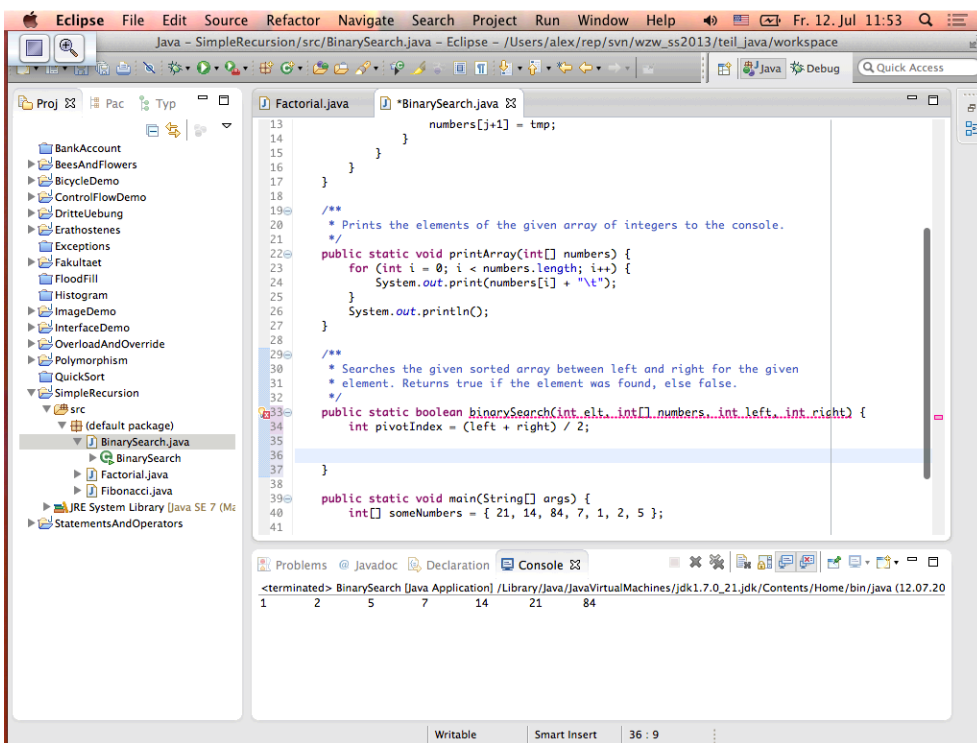 Eclipse File Edit Source Refactor Navigate Search Project Run Window Help Fr. 12. Jul 11:53
Java – SimpleRecursion/src/BinarySearch.java – Eclipse – /Users/alex/rep/svn/wzw_ss2013/teil_java/workspace
Java Debug Quick Access
Proj Pac Typ
BankAccount
BeesAndFlowers
BicycleDemo
ControlFlowDemo
DritteUebung
Erathostenes
Exceptions
Fakultaet
FloodFill
Histogram
ImageDemo
InterfaceDemo
OverloadAndOverride
Polymorphism
QuickSort
SimpleRecursion
src
(default package)
BinarySearch.java
BinarySearch
Factorial.java
Fibonacci.java
JRE System Library [Java SE 7 (Ma
StatementsAndOperators
Factorial.java *BinarySearch.java
13 numbers[j+1] = tmp;
14 }
15 }
16 }
17 }
18
19 /**
20 * Prints the elements of the given array of integers to the console.
21 */
22 public static void printArray(int[] numbers) {
23 for (int i = 0; i < numbers.length; i++) {
24 System.out.print(numbers[i] + "\t");
25 }
26 System.out.println();
27 }
28
29 /**
30 * Searches the given sorted array between left and right for the given
31 * element. Returns true if the element was found, else false.
32 */
33 public static boolean binarySearch(int elt, int[] numbers, int left, int right) {
34 int pivotIndex = (left + right) / 2;
35
36
37 }
38
39 public static void main(String[] args) {
40 int[] someNumbers = { 21, 14, 84, 7, 1, 2, 5 };
41
Problems @ Javadoc Declaration Console
<terminated> BinarySearch [Java Application] /Library/Java/JavaVirtualMachines/jdk1.7.0_21.jdk/Contents/Home/bin/java (12.07.20
1 2 5 7 14 21 84
Writable Smart Insert 36 : 9